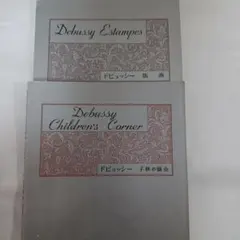 Debussy Estampes
ドビュッシー 版画
Debussy
Children's Corner
ドビュッシー 子供の領分